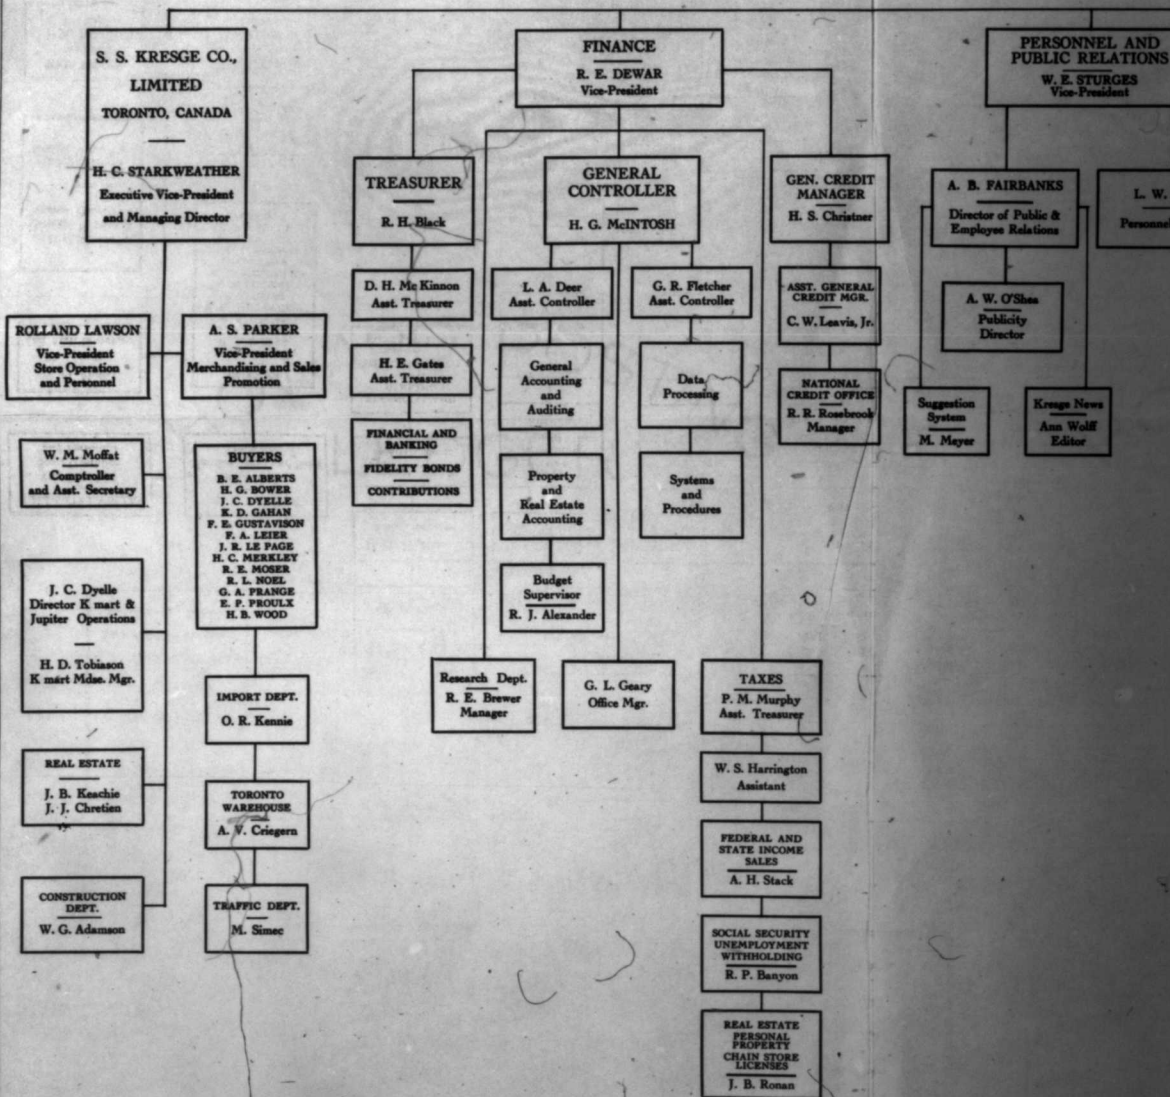 S. S. KRESGE CO.,
LIMITED
TORONTO, CANADA
H. C. STARKWEATHER
Executive Vice-President
and Managing Director
ROLLAND LAWSON
Vice-President
Store Operation
and Personnel
A. S. PARKER
Vice-President
Merchandising and Sales
Promotion
W. M. Moffat
Comptroller
and Asst. Secretary
BUYERS
B. E. ALBERTS
H. G. BOWER
J. C. DYELLE
K. D. GAHAN
F. E. GUSTAVISON
F. A. LEIER
J. R. LE PAGE
H. C. MERKLEY
R. E. MOSER
R. L. NOEL
G. A. PRANGE
E. P. PROULX
H. B. WOOD
J. C. Dyelle
Director K mart &
Jupiter Operations
H. D. Tobiason
K mart Mdse. Mgr.
IMPORT DEPT.
O. R. Kennie
REAL ESTATE
J. B. Keachie
J. J. Chretien
TORONTO
WAREHOUSE
A. V. Criegern
CONSTRUCTION
DEPT.
W. G. Adamson
TRAFFIC DEPT.
M. Simec
FINANCE
R. E. DEWAR
Vice-President
TREASURER
R. H. Black
D. H. Mc Kinnon
Asst. Treasurer
H. E. Gates
Asst. Treasurer
FINANCIAL AND
BANKING
FIDELITY BONDS
CONTRIBUTIONS
GENERAL
CONTROLLER
H. G. McINTOSH
L. A. Deer
Asst. Controller
General
Accounting
and
Auditing
Property
and
Real Estate
Accounting
Budget
Supervisor
R. J. Alexander
G. R. Fletcher
Asst. Controller
Data
Processing
Systems
and
Procedures
GEN. CREDIT
MANAGER
H. S. Christner
ASST. GENERAL
CREDIT MGR.
C. W. Leavis, Jr.
NATIONAL
CREDIT OFFICE
R. R. Rosebrook
Manager
Research Dept.
R. E. Brewer
Manager
G. L. Geary
Office Mgr.
TAXES
P. M. Murphy
Asst. Treasurer
W. S. Harrington
Assistant
FEDERAL AND
STATE INCOME
SALES
A. H. Stack
SOCIAL SECURITY
UNEMPLOYMENT
WITHHOLDING
R. P. Banyon
REAL ESTATE
PERSONAL
PROPERTY
CHAIN STORE
LICENSES
J. B. Ronan
PERSONNEL AND
PUBLIC RELATIONS
W. E. STURGES
Vice-President
A. B. FAIRBANKS
Director of Public &
Employee Relations
A. W. O'Shea
Publicity
Director
Suggestion
System
M. Meyer
Kresge News
Ann Wolff
Editor
L. W.
Personnel